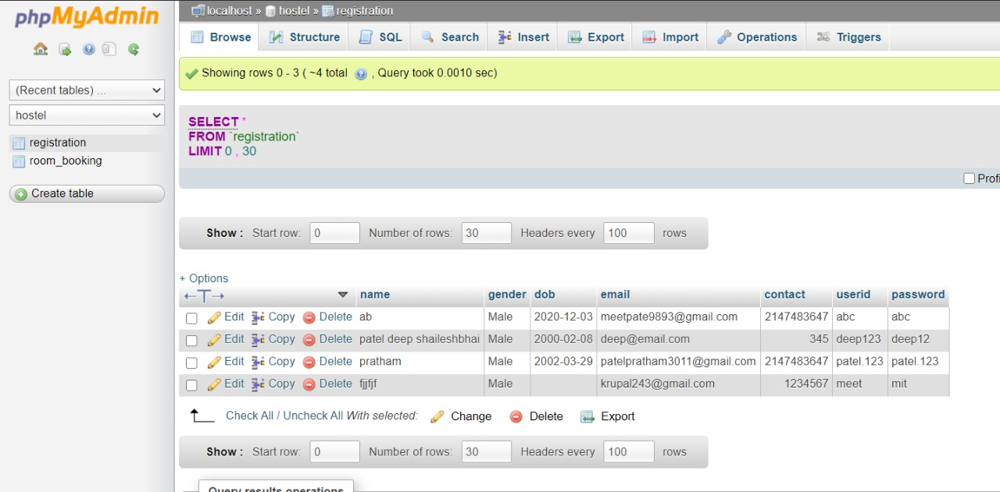 phpMyAdmin
localhost » hostel » registration
Browse Structure SQL Search Insert Export Import Operations Triggers
Showing rows 0 - 3 ( ~4 total , Query took 0.0010 sec)
(Recent tables) ...
hostel
registration
room_booking
Create table
SELECT *
FROM `registration`
LIMIT 0 , 30
Profi
Show : Start row: 0 Number of rows: 30 Headers every 100 rows
+ Options
←T→ name gender dob email contact userid password
Edit Copy Delete ab Male 2020-12-03 meetpate9893@gmail.com 2147483647 abc abc
Edit Copy Delete patel deep shaileshbhai Male 2000-02-08 deep@email.com 345 deep123 deep12
Edit Copy Delete pratham Male 2002-03-29 patelpratham3011@gmail.com 2147483647 patel.123 patel.123
Edit Copy Delete fjjfjf Male krupal243@gmail.com 1234567 meet mit
Check All / Uncheck All With selected: Change Delete Export
Show : Start row: 0 Number of rows: 30 Headers every 100 rows
Query results operations